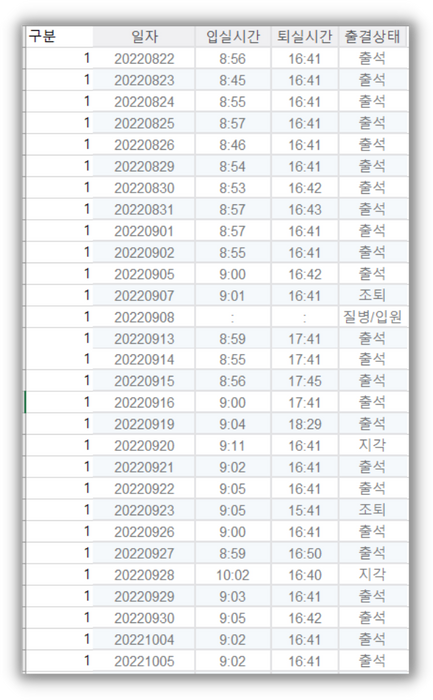 구분 일자 입실시간 퇴실시간 출결상태
1 20220822 8:56 16:41 출석
1 20220823 8:45 16:41 출석
1 20220824 8:55 16:41 출석
1 20220825 8:57 16:41 출석
1 20220826 8:46 16:41 출석
1 20220829 8:54 16:41 출석
1 20220830 8:53 16:42 출석
1 20220831 8:57 16:43 출석
1 20220901 8:57 16:41 출석
1 20220902 8:55 16:41 출석
1 20220905 9:00 16:42 출석
1 20220907 9:01 16:41 조퇴
1 20220908 : : 질병/입원
1 20220913 8:59 17:41 출석
1 20220914 8:55 17:41 출석
1 20220915 8:56 17:45 출석
1 20220916 9:00 17:41 출석
1 20220919 9:04 18:29 출석
1 20220920 9:11 16:41 지각
1 20220921 9:02 16:41 출석
1 20220922 9:05 16:41 출석
1 20220923 9:05 15:41 조퇴
1 20220926 9:00 16:41 출석
1 20220927 8:59 16:50 출석
1 20220928 10:02 16:40 지각
1 20220929 9:03 16:41 출석
1 20220930 9:05 16:42 출석
1 20221004 9:02 16:41 출석
1 20221005 9:02 16:41 출석